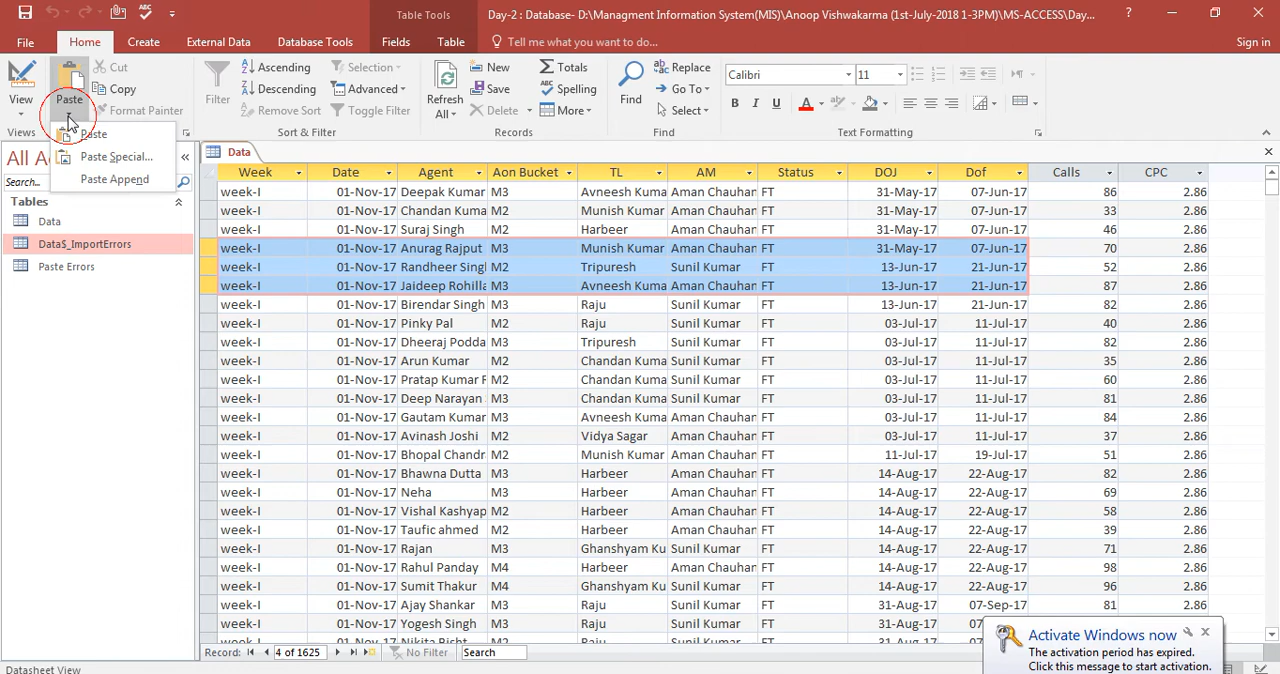 Table Tools
Day-2 : Database- D:\Managment Information System(MIS)\Anoop Vishwakarma (1st-July-2018 1-3PM)\MS-ACCESS\Day...
File Home Create External Data Database Tools Fields Table Tell me what you want to do... Sign in
View Paste Cut Copy Format Painter
Filter Ascending Descending Remove Sort Selection Advanced Toggle Filter
Refresh All New Save Delete Totals Spelling More
Find Replace Go To Select
Calibri 11
B I U A
Views Sort & Filter Records Find Text Formatting
Paste
Paste Special...
Paste Append
All A
Search...
Tables
Data
Data$_ImportErrors
Paste Errors
Data
Week Date Agent Aon Bucket TL AM Status DOJ Dof Calls CPC
week-I 01-Nov-17 Deepak Kumar M3 Avneesh Kuma Aman Chauhan FT 31-May-17 07-Jun-17 86 2.86
week-I 01-Nov-17 Chandan Kuma M2 Munish Kumar Aman Chauhan FT 31-May-17 07-Jun-17 33 2.86
week-I 01-Nov-17 Suraj Singh M2 Harbeer Aman Chauhan FT 31-May-17 07-Jun-17 46 2.86
week-I 01-Nov-17 Anurag Rajput M3 Munish Kumar Aman Chauhan FT 31-May-17 07-Jun-17 70 2.86
week-I 01-Nov-17 Randheer Singl M2 Tripuresh Sunil Kumar FT 13-Jun-17 21-Jun-17 52 2.86
week-I 01-Nov-17 Jaideep Rohilla M3 Avneesh Kuma Aman Chauhan FT 13-Jun-17 21-Jun-17 87 2.86
week-I 01-Nov-17 Birendar Singh M3 Raju Sunil Kumar FT 13-Jun-17 21-Jun-17 82 2.86
week-I 01-Nov-17 Pinky Pal M2 Raju Sunil Kumar FT 03-Jul-17 11-Jul-17 40 2.86
week-I 01-Nov-17 Dheeraj Podda M3 Tripuresh Sunil Kumar FT 03-Jul-17 11-Jul-17 82 2.86
week-I 01-Nov-17 Arun Kumar M2 Chandan Kuma Sunil Kumar FT 03-Jul-17 11-Jul-17 35 2.86
week-I 01-Nov-17 Pratap Kumar F M2 Chandan Kuma Sunil Kumar FT 03-Jul-17 11-Jul-17 60 2.86
week-I 01-Nov-17 Deep Narayan M3 Chandan Kuma Sunil Kumar FT 03-Jul-17 11-Jul-17 81 2.86
week-I 01-Nov-17 Gautam Kumar M3 Avneesh Kuma Aman Chauhan FT 03-Jul-17 11-Jul-17 84 2.86
week-I 01-Nov-17 Avinash Joshi M2 Vidya Sagar Aman Chauhan FT 03-Jul-17 11-Jul-17 37 2.86
week-I 01-Nov-17 Bhopal Chandr M2 Munish Kumar Aman Chauhan FT 11-Jul-17 19-Jul-17 51 2.86
week-I 01-Nov-17 Bhawna Dutta M3 Harbeer Aman Chauhan FT 14-Aug-17 22-Aug-17 82 2.86
week-I 01-Nov-17 Neha M3 Harbeer Aman Chauhan FT 14-Aug-17 22-Aug-17 69 2.86
week-I 01-Nov-17 Vishal Kashyap M2 Harbeer Aman Chauhan FT 14-Aug-17 22-Aug-17 58 2.86
week-I 01-Nov-17 Taufic ahmed M2 Harbeer Aman Chauhan FT 14-Aug-17 22-Aug-17 39 2.86
week-I 01-Nov-17 Rajan M3 Ghanshyam Ku Sunil Kumar FT 14-Aug-17 22-Aug-17 71 2.86
week-I 01-Nov-17 Rahul Panday M4 Harbeer Aman Chauhan FT 14-Aug-17 22-Aug-17 98 2.86
week-I 01-Nov-17 Sumit Thakur M4 Ghanshyam Ku Sunil Kumar FT 14-Aug-17 22-Aug-17 96 2.86
week-I 01-Nov-17 Ajay Shankar M3 Raju Sunil Kumar FT 31-Aug-17 07-Sep-17 81 2.86
week-I 01-Nov-17 Yogesh Singh M3 Raju Sunil Kumar FT 31-Aug-17
Record: 4 of 1625 No Filter Search
Activate Windows now
The activation period has expired.
Click this message to start activation.
Datasheet View